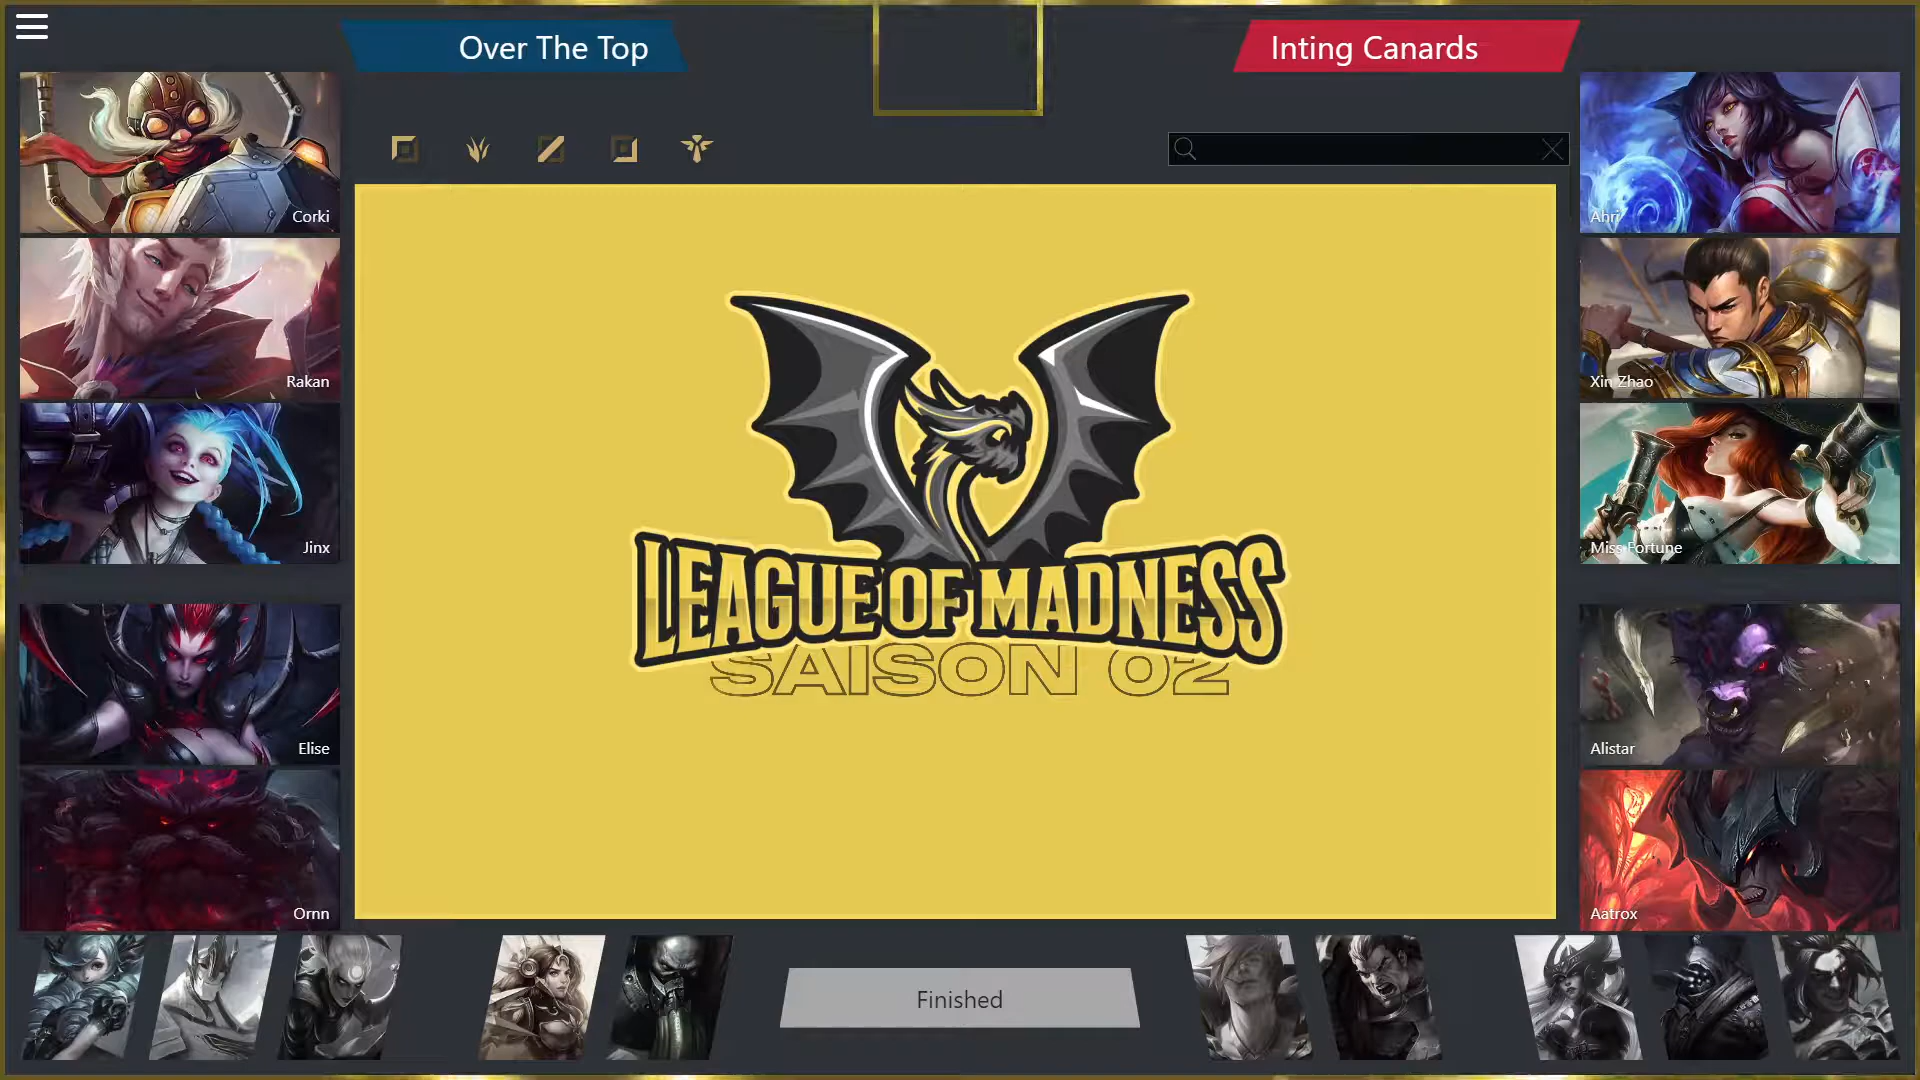 Over The Top
Inting Canards
Corki
Rakan
Jinx
Elise
Ornn
LEAGUE OF MADNESS
SAISON 02
Ahri
Xin Zhao
Miss Fortune
Alistar
Aatrox
Finished